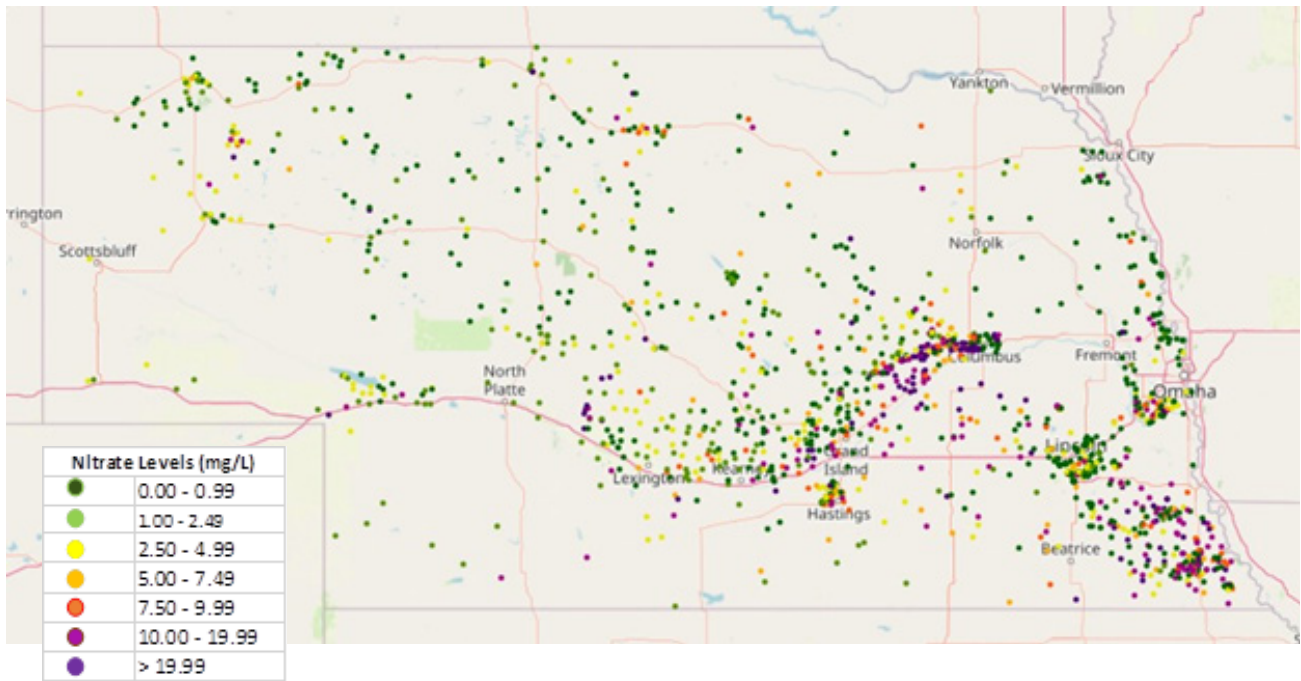 Yankton
Vermillion
Sioux City
rrington
Scottsbluff
Norfolk
Columbus
Fremont
North
Platte
Omaha
Lincoln
Grand
Island
Lexington
Kearney
Hastings
Beatrice
S
Nitrate Levels (mg/L)
0.00 - 0.99
1.00 - 2.49
2.50 - 4.99
5.00 - 7.49
7.50 - 9.99
10.00 - 19.99
> 19.99